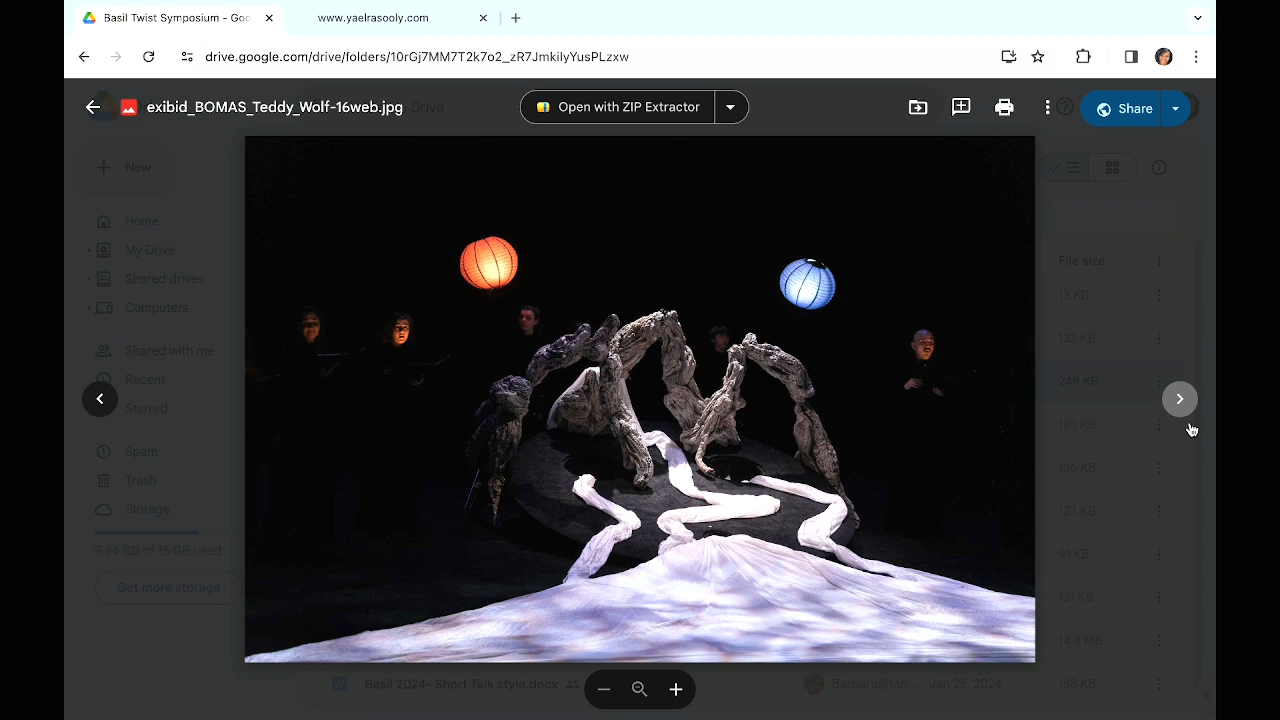 Basil Twist Symposium - Goo
www.yaelrasooly.com
drive.google.com/drive/folders/10rGj7MM7T2k7o2_zR7JmkilyYusPLzxw
exibid_BOMAS_Teddy_Wolf-16web.jpg
Drive
Open with ZIP Extractor
Share
New
Home
My Drive
Shared drives
Computers
Shared with me
Recent
Starred
Spam
Trash
Storage
9.94 GB of 15 GB used
Get more storage
File size
13 KB
132 KB
249 KB
163 KB
136 KB
123 KB
91 KB
131 KB
14.8 MB
Basil 2024- Short Talk style.docx Barbara@tan... Jan 25, 2024 188 KB